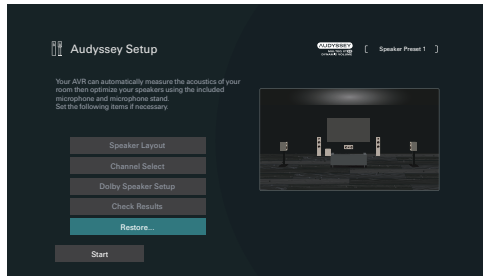 Audyssey Setup
AUDYSSEY
DYNAMIC VOLUME
[ Speaker Preset 1 ]
Your AVR can automatically measure the acoustics of your
room then optimize your speakers using the included
microphone and microphone stand.
Set the following items if necessary.
Speaker Layout
Channel Select
Dolby Speaker Setup
Check Results
Restore...
Start